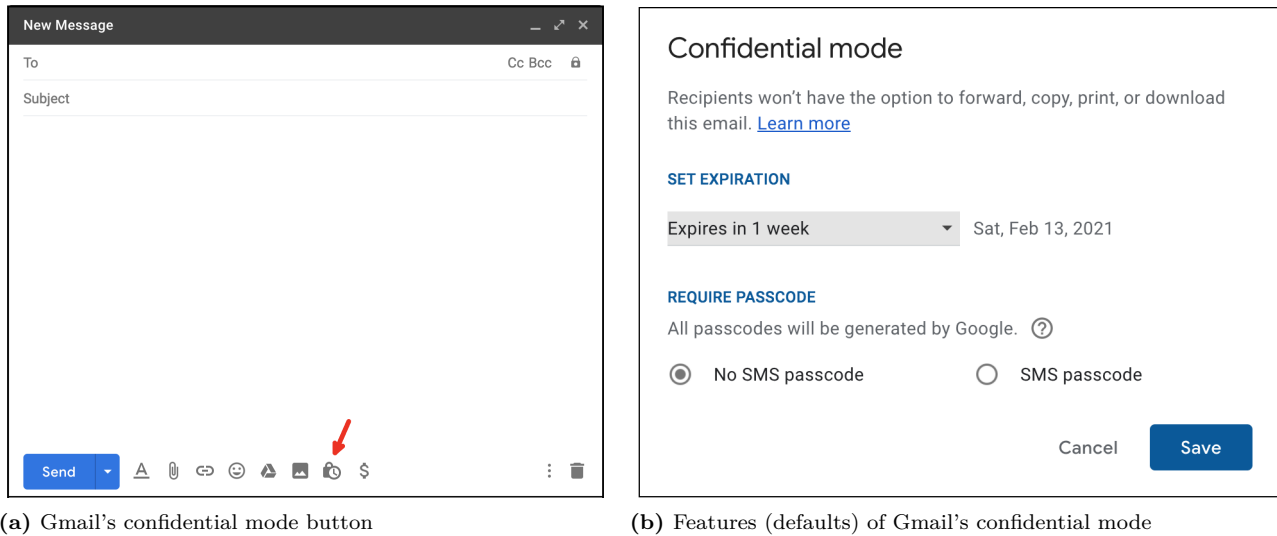 New Message
To
Cc Bcc
Subject
Send
A
$
(a) Gmail's confidential mode button
Confidential mode
Recipients won't have the option to forward, copy, print, or download
this email. Learn more
SET EXPIRATION
Expires in 1 week
Sat, Feb 13, 2021
REQUIRE PASSCODE
All passcodes will be generated by Google. ?
No SMS passcode
SMS passcode
Cancel
Save
(b) Features (defaults) of Gmail's confidential mode